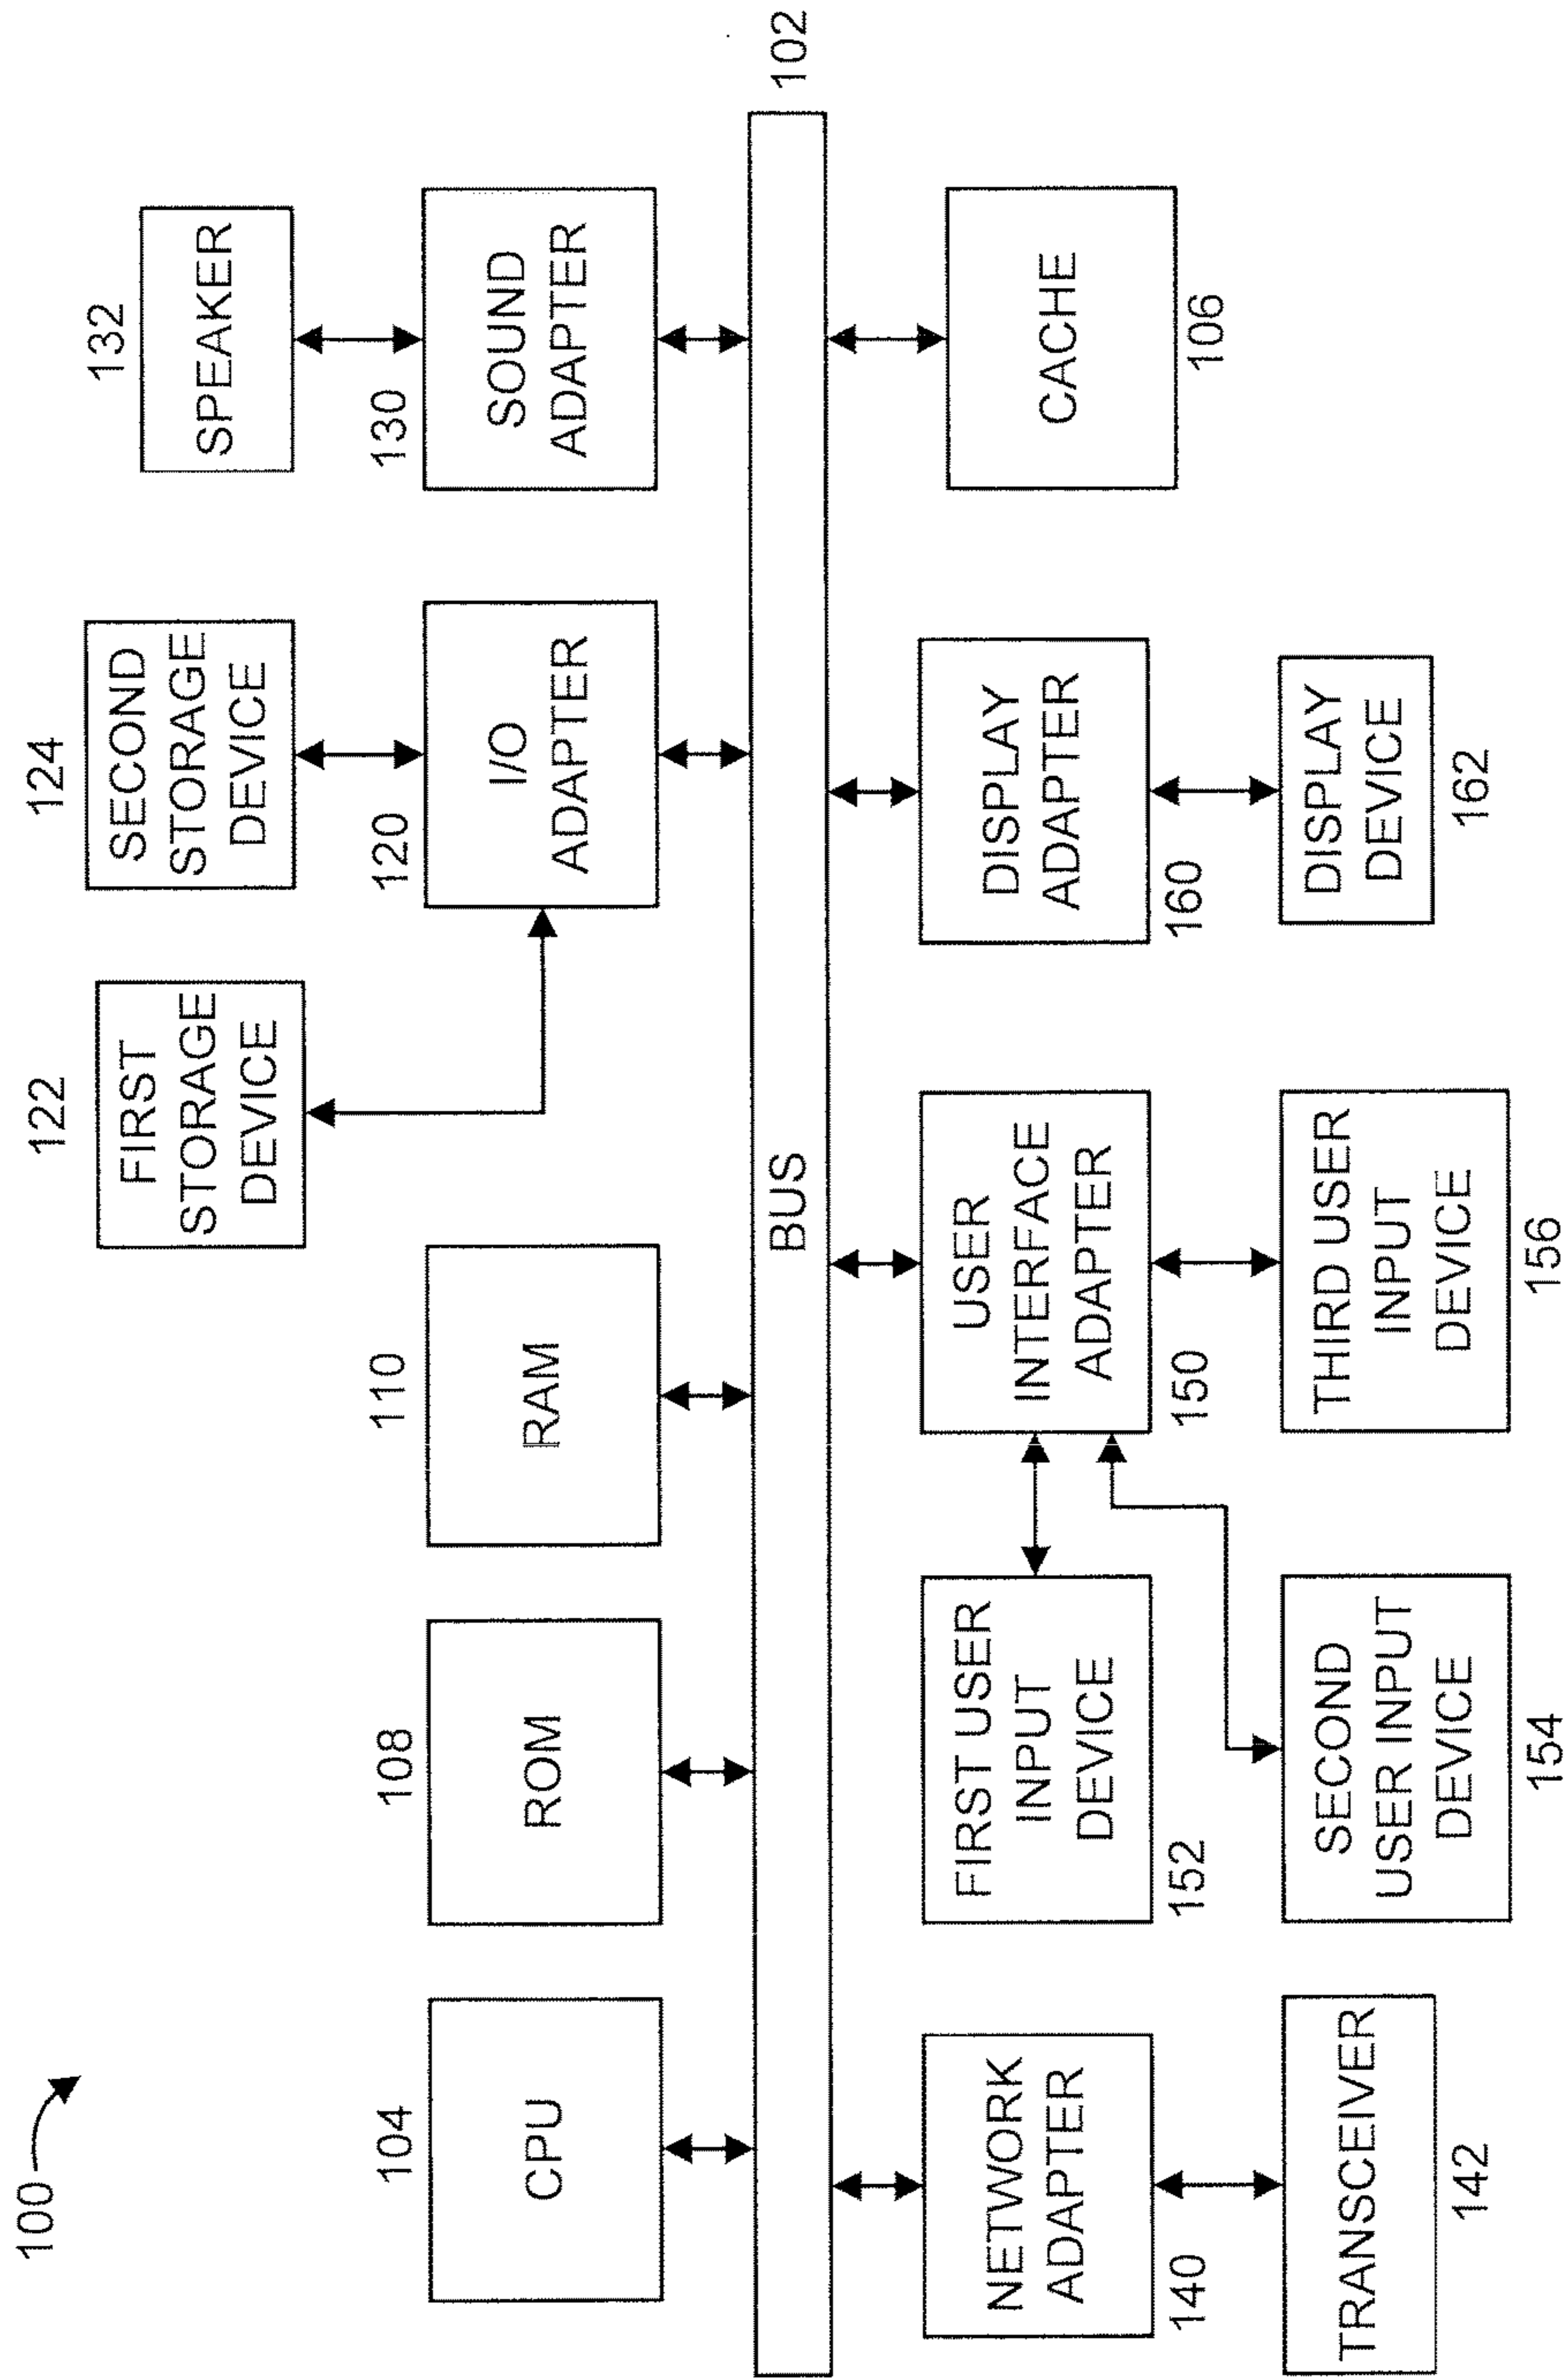 100
122
FIRST
STORAGE
DEVICE
124
SECOND
STORAGE
DEVICE
132
SPEAKER
104
CPU
108
ROM
110
RAM
120
I/O
ADAPTER
130
SOUND
ADAPTER
BUS
102
NETWORK
ADAPTER
140
FIRST USER
INPUT
DEVICE
152
USER
INTERFACE
ADAPTER
150
DISPLAY
ADAPTER
160
CACHE
106
TRANSCEIVER
142
SECOND
USER INPUT
DEVICE
154
THIRD USER
INPUT
DEVICE
156
DISPLAY
DEVICE
162